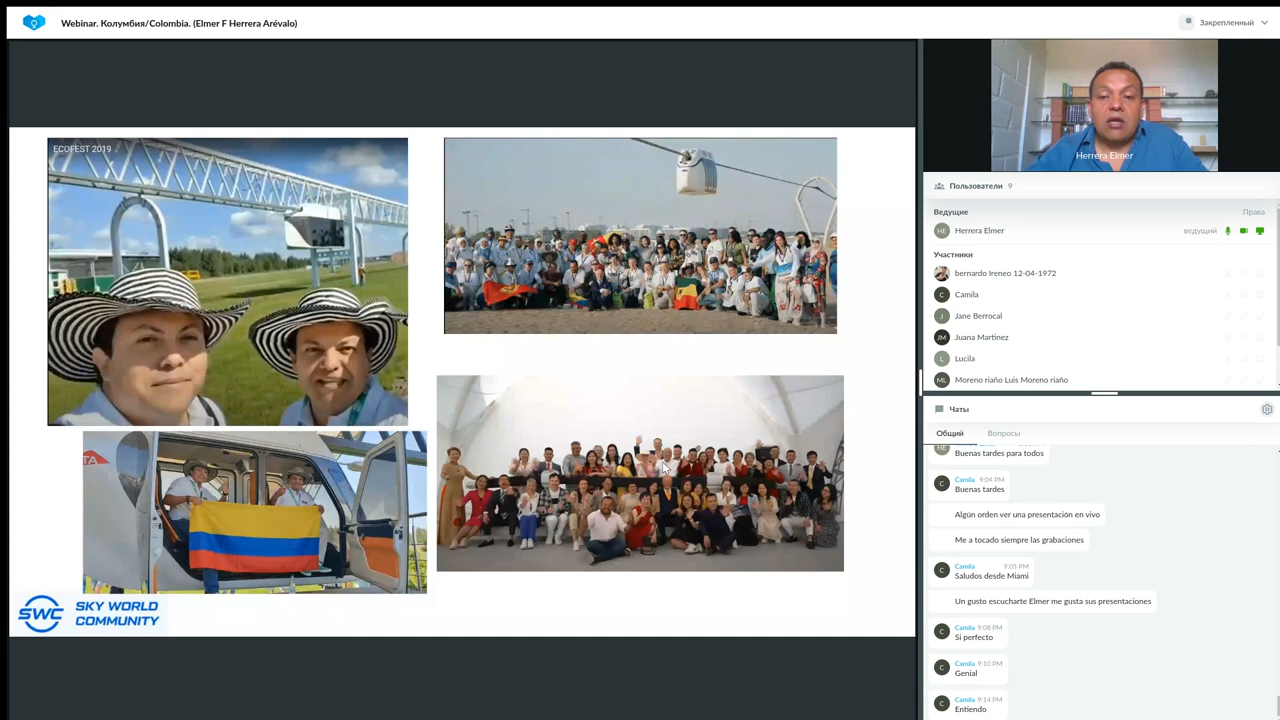 Webinar. Колумбия/Colombia. (Elmer F Herrera Arévalo)
Закрепленный
ECOFEST 2019
TA
SWC SKY WORLD
COMMUNITY
Herrera Elmer
Пользователи 9
Ведущие Права
HE Herrera Elmer ведущий
Участники
bernardo Ireneo 12-04-1972
C Camila
J Jane Berrocal
JM Juana Martinez
L Lucila
ML Moreno riaño Luis Moreno riaño
Чаты
Общий Вопросы
HE Buenas tardes para todos
Camila 9:04 PM
C Buenas tardes
Algún orden ver una presentación en vivo
Me a tocado siempre las grabaciones
Camila 9:05 PM
C Saludos desde Miami
Un gusto escucharte Elmer me gusta sus presentaciones
Camila 9:08 PM
C Si perfecto
Camila 9:10 PM
C Genial
Camila 9:14 PM
C Entiendo